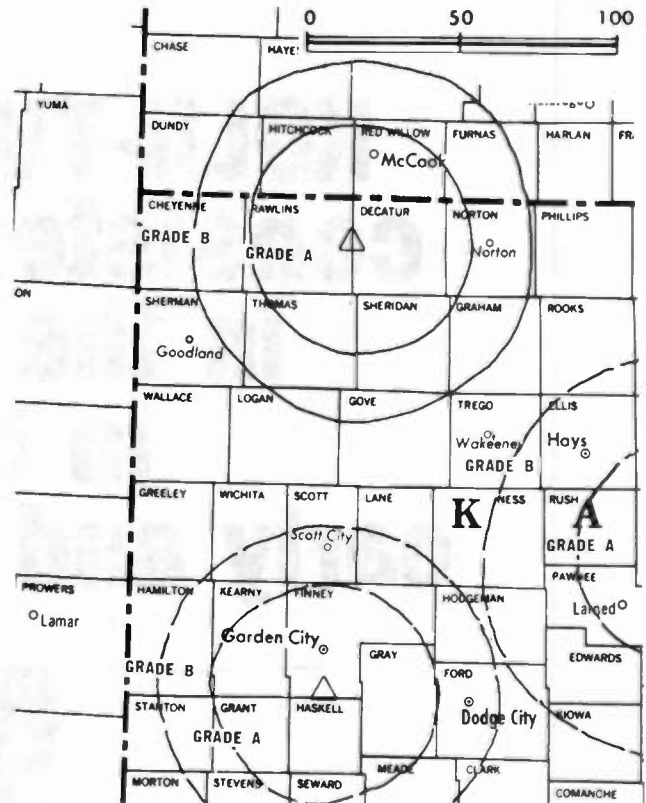 0 50 100
CHASE
HAYES
YUMA
DUNDY HITCHCOCK RED WILLOW FURNAS HARLAN FR
McCook
CHEYENNE RAWLINS DECATUR NORTON PHILLIPS
GRADE B GRADE A Norton
ON
SHERMAN THOMAS SHERIDAN GRAHAM ROOKS
Goodland
WALLACE LOGAN GOVE TREGO ELLIS
Wakeeney Hays
GRADE B
GREELEY WICHITA SCOTT LANE NESS RUSH
K A
Scott City
GRADE A
PAWNEE
PROWERS HAMILTON KEARNY FINNEY HODGEMAN
Lamar Larned
Garden City
GRAY EDWARDS
GRADE B FORD
STANTON GRANT HASKELL Dodge City KIOWA
GRADE A
MEADE CLARK
MORTON STEVENS SEWARD
COMANCHE